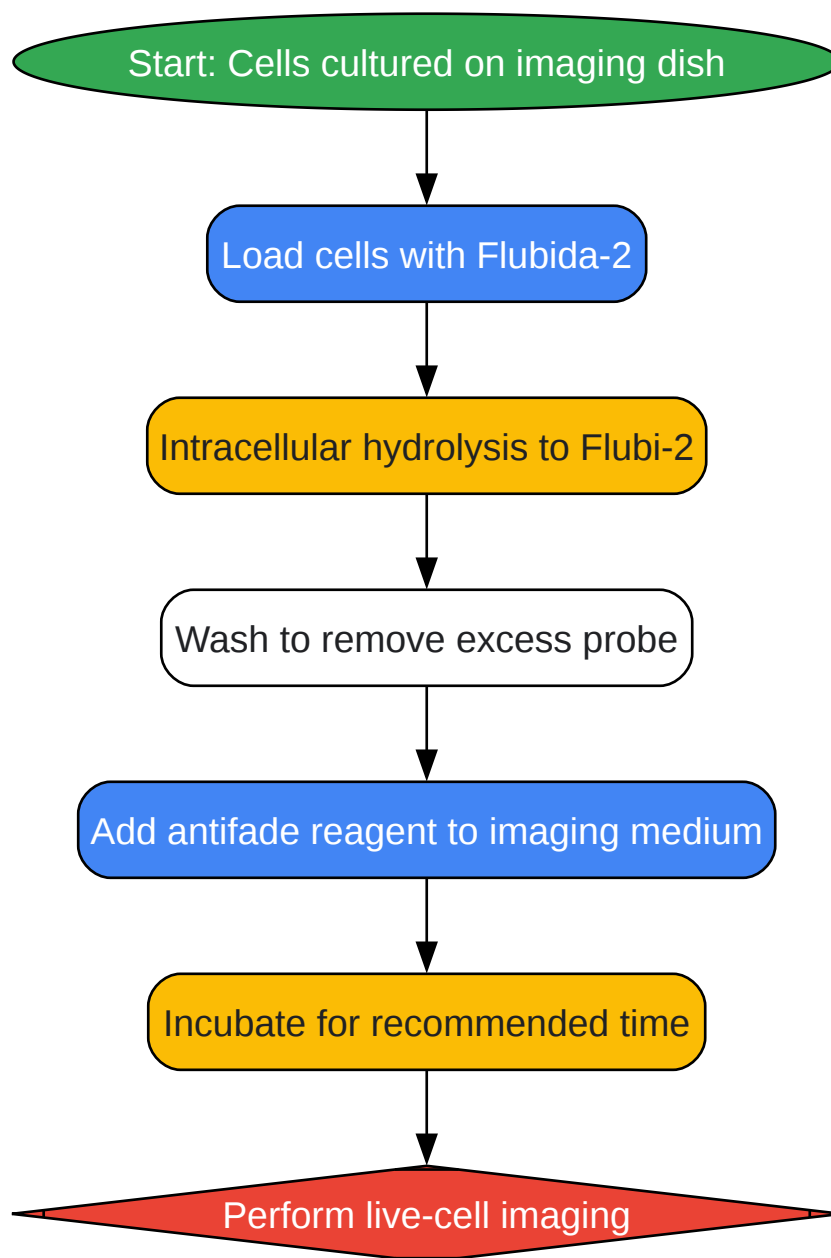 Start: Cells cultured on imaging dish
Load cells with Flubida-2
Intracellular hydrolysis to Flubi-2
Wash to remove excess probe
Add antifade reagent to imaging medium
Incubate for recommended time
Perform live-cell imaging